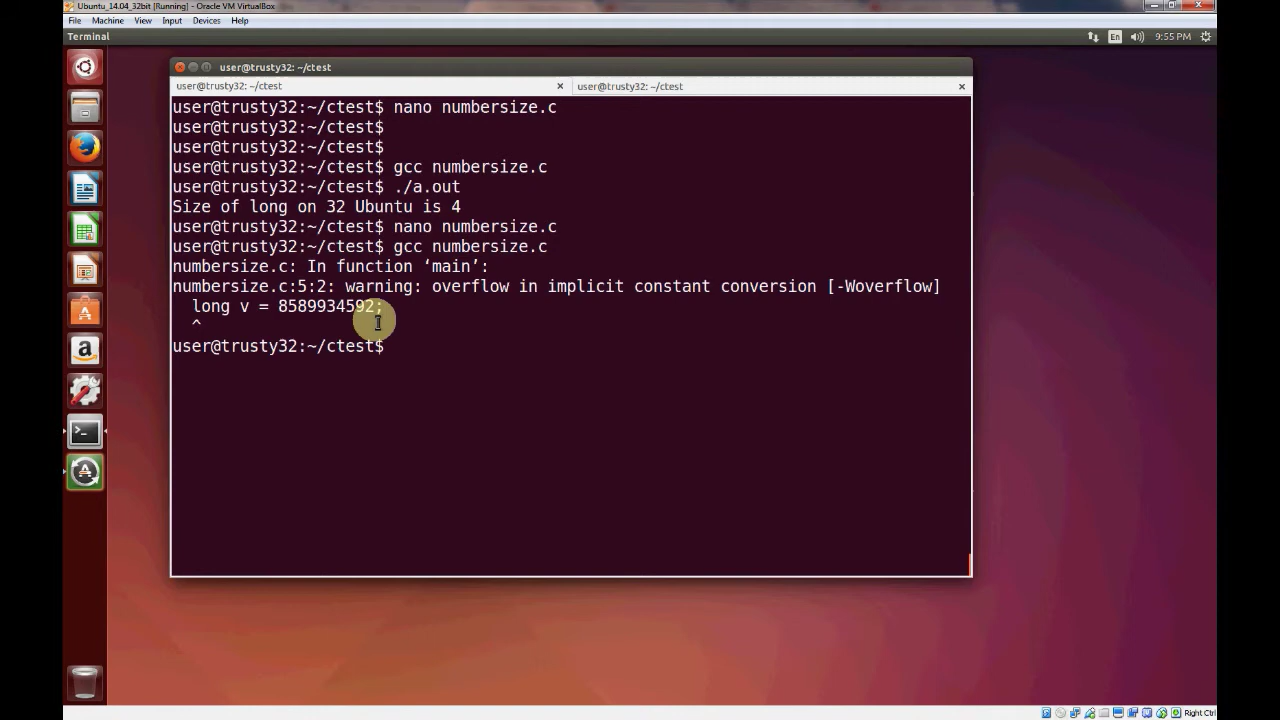 Ubuntu_14.04_32bit [Running] - Oracle VM VirtualBox
File Machine View Input Devices Help
Terminal En 9:55 PM
user@trusty32: ~/ctest
user@trusty32: ~/ctest × user@trusty32: ~/ctest ×
user@trusty32:~/ctest$ nano numbersize.c
user@trusty32:~/ctest$
user@trusty32:~/ctest$
user@trusty32:~/ctest$ gcc numbersize.c
user@trusty32:~/ctest$ ./a.out
Size of long on 32 Ubuntu is 4
user@trusty32:~/ctest$ nano numbersize.c
user@trusty32:~/ctest$ gcc numbersize.c
numbersize.c: In function ‘main’:
numbersize.c:5:2: warning: overflow in implicit constant conversion [-Woverflow]
long v = 8589934592;
^
user@trusty32:~/ctest$
Right Ctrl